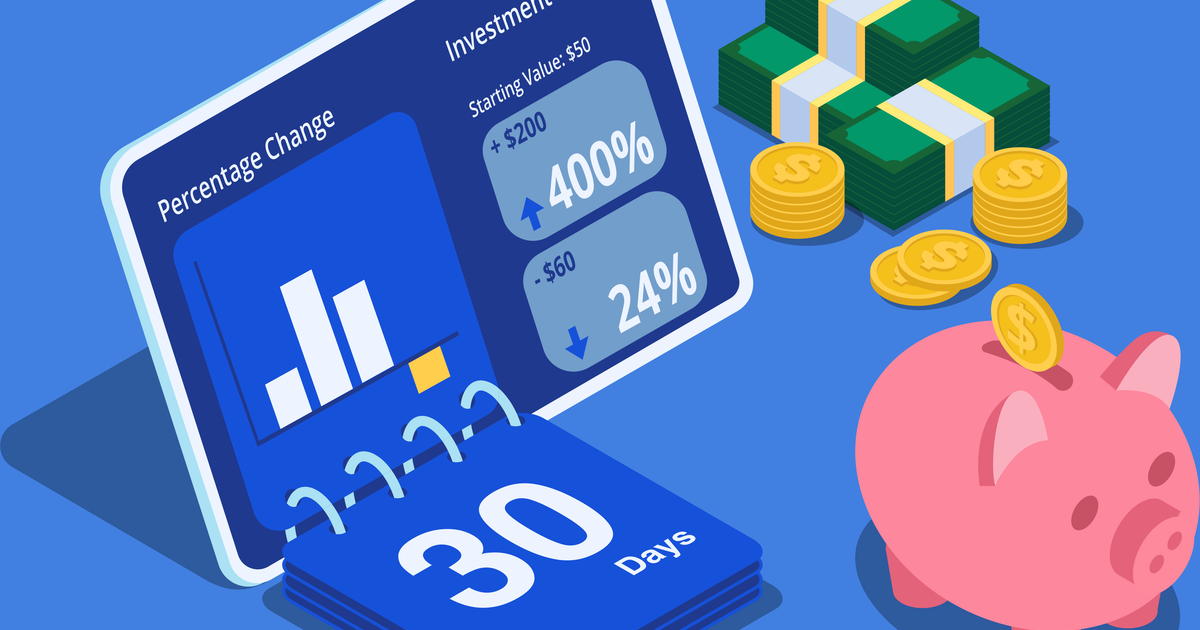 Percentage Change
Investment
Starting Value: $50
+ $200
400%
- $60
24%
30
Days